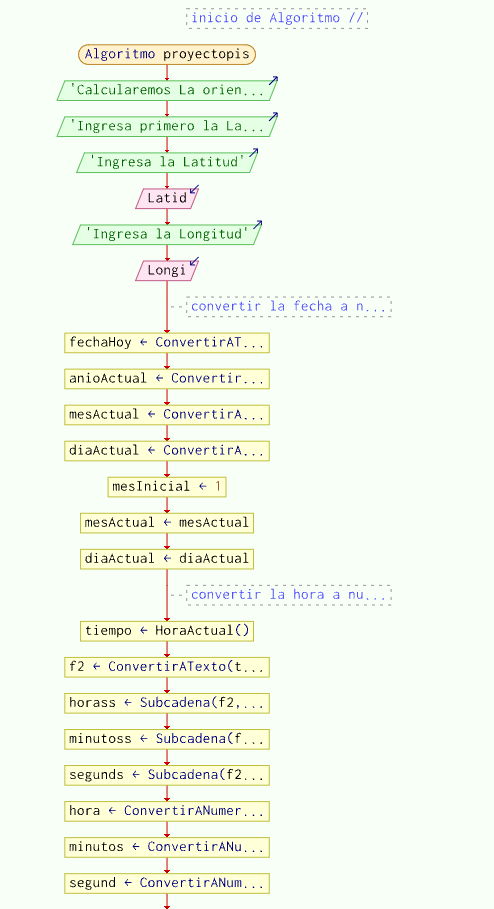 inicio de Algoritmo //
Algoritmo proyectopis
'Calcularemos La orien...
'Ingresa primero la La...
'Ingresa la Latitud'
Latid
'Ingresa la Longitud'
Longi
convertir la fecha a n...
fechaHoy ← ConvertirAT...
anioActual ← Convertir...
mesActual ← ConvertirA...
diaActual ← ConvertirA...
mesInicial ← 1
mesActual ← mesActual
diaActual ← diaActual
convertir la hora a nu...
tiempo ← HoraActual()
f2 ← ConvertirATexto(t...
horass ← Subcadena(f2,...
minutoss ← Subcadena(f...
segunds ← Subcadena(f2...
hora ← ConvertirANumer...
minutos ← ConvertirANu...
segund ← ConvertirANum...